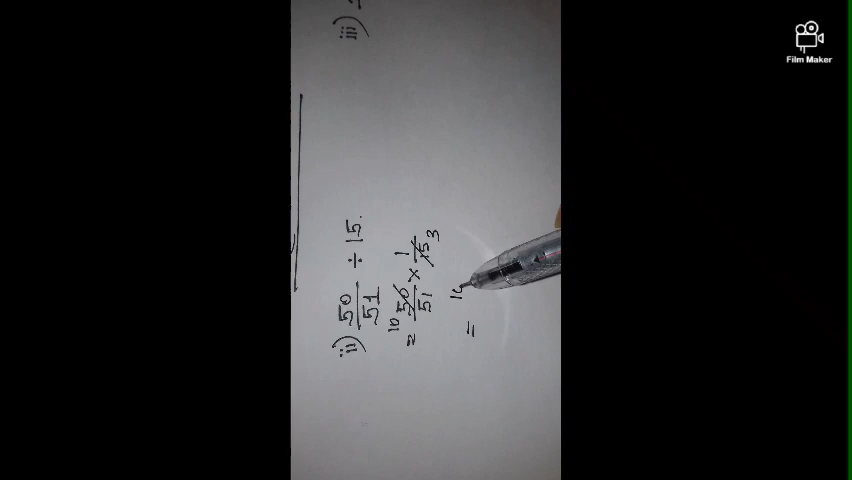 ii) 50/51 ÷ 15.
= 10 50/51 × 1/15 3
= 10
iii)
Film Maker